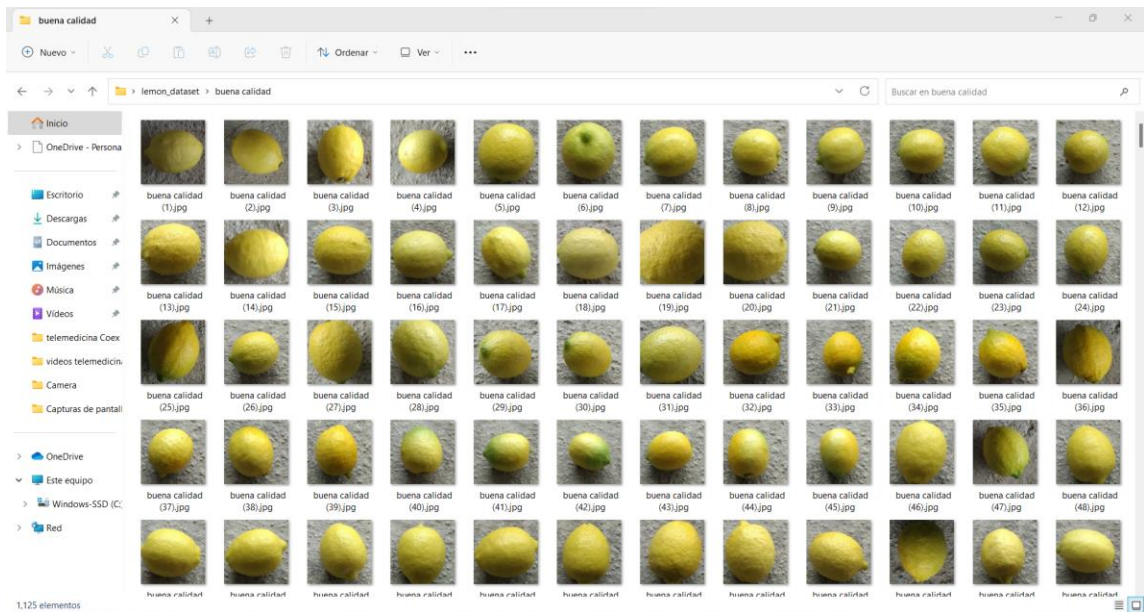 buena calidad
Nuevo
Ordenar
Ver
lemon_dataset > buena calidad
Buscar en buena calidad
Inicio
OneDrive - Persona
Escritorio
Descargas
Documentos
Imágenes
Música
Vídeos
telemedicina Coex
videos telemedicin
Camera
Capturas de pantall
OneDrive
Este equipo
Windows-SSD (C:
Red
buena calidad (1).jpg
buena calidad (2).jpg
buena calidad (3).jpg
buena calidad (4).jpg
buena calidad (5).jpg
buena calidad (6).jpg
buena calidad (7).jpg
buena calidad (8).jpg
buena calidad (9).jpg
buena calidad (10).jpg
buena calidad (11).jpg
buena calidad (12).jpg
buena calidad (13).jpg
buena calidad (14).jpg
buena calidad (15).jpg
buena calidad (16).jpg
buena calidad (17).jpg
buena calidad (18).jpg
buena calidad (19).jpg
buena calidad (20).jpg
buena calidad (21).jpg
buena calidad (22).jpg
buena calidad (23).jpg
buena calidad (24).jpg
buena calidad (25).jpg
buena calidad (26).jpg
buena calidad (27).jpg
buena calidad (28).jpg
buena calidad (29).jpg
buena calidad (30).jpg
buena calidad (31).jpg
buena calidad (32).jpg
buena calidad (33).jpg
buena calidad (34).jpg
buena calidad (35).jpg
buena calidad (36).jpg
buena calidad (37).jpg
buena calidad (38).jpg
buena calidad (39).jpg
buena calidad (40).jpg
buena calidad (41).jpg
buena calidad (42).jpg
buena calidad (43).jpg
buena calidad (44).jpg
buena calidad (45).jpg
buena calidad (46).jpg
buena calidad (47).jpg
buena calidad (48).jpg
1,125 elementos